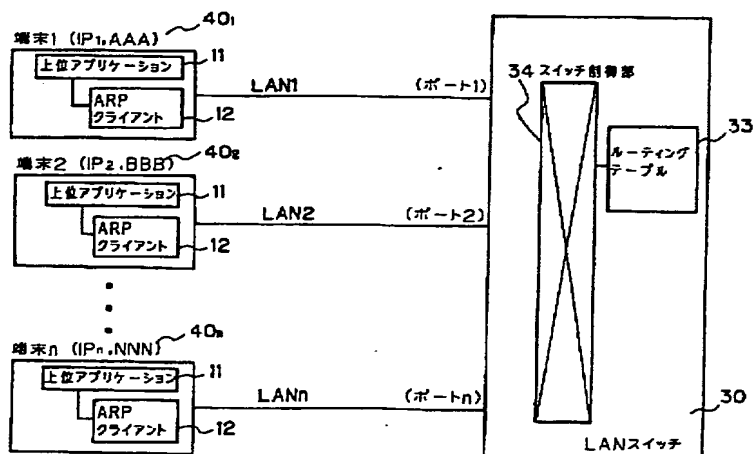 40₁
端末1 (IP₁,AAA)
11
上位アプリケーション
ARP
クライアント
12
LAN1
(ポート1)
40₂
端末2 (IP₂,BBB)
11
上位アプリケーション
ARP
クライアント
12
LAN2
(ポート2)
40ₙ
端末n (IPₙ,NNN)
11
上位アプリケーション
ARP
クライアント
12
LANn
(ポートn)
34
スイッチ制御部
33
ルーティング
テーブル
30
LANスイッチ